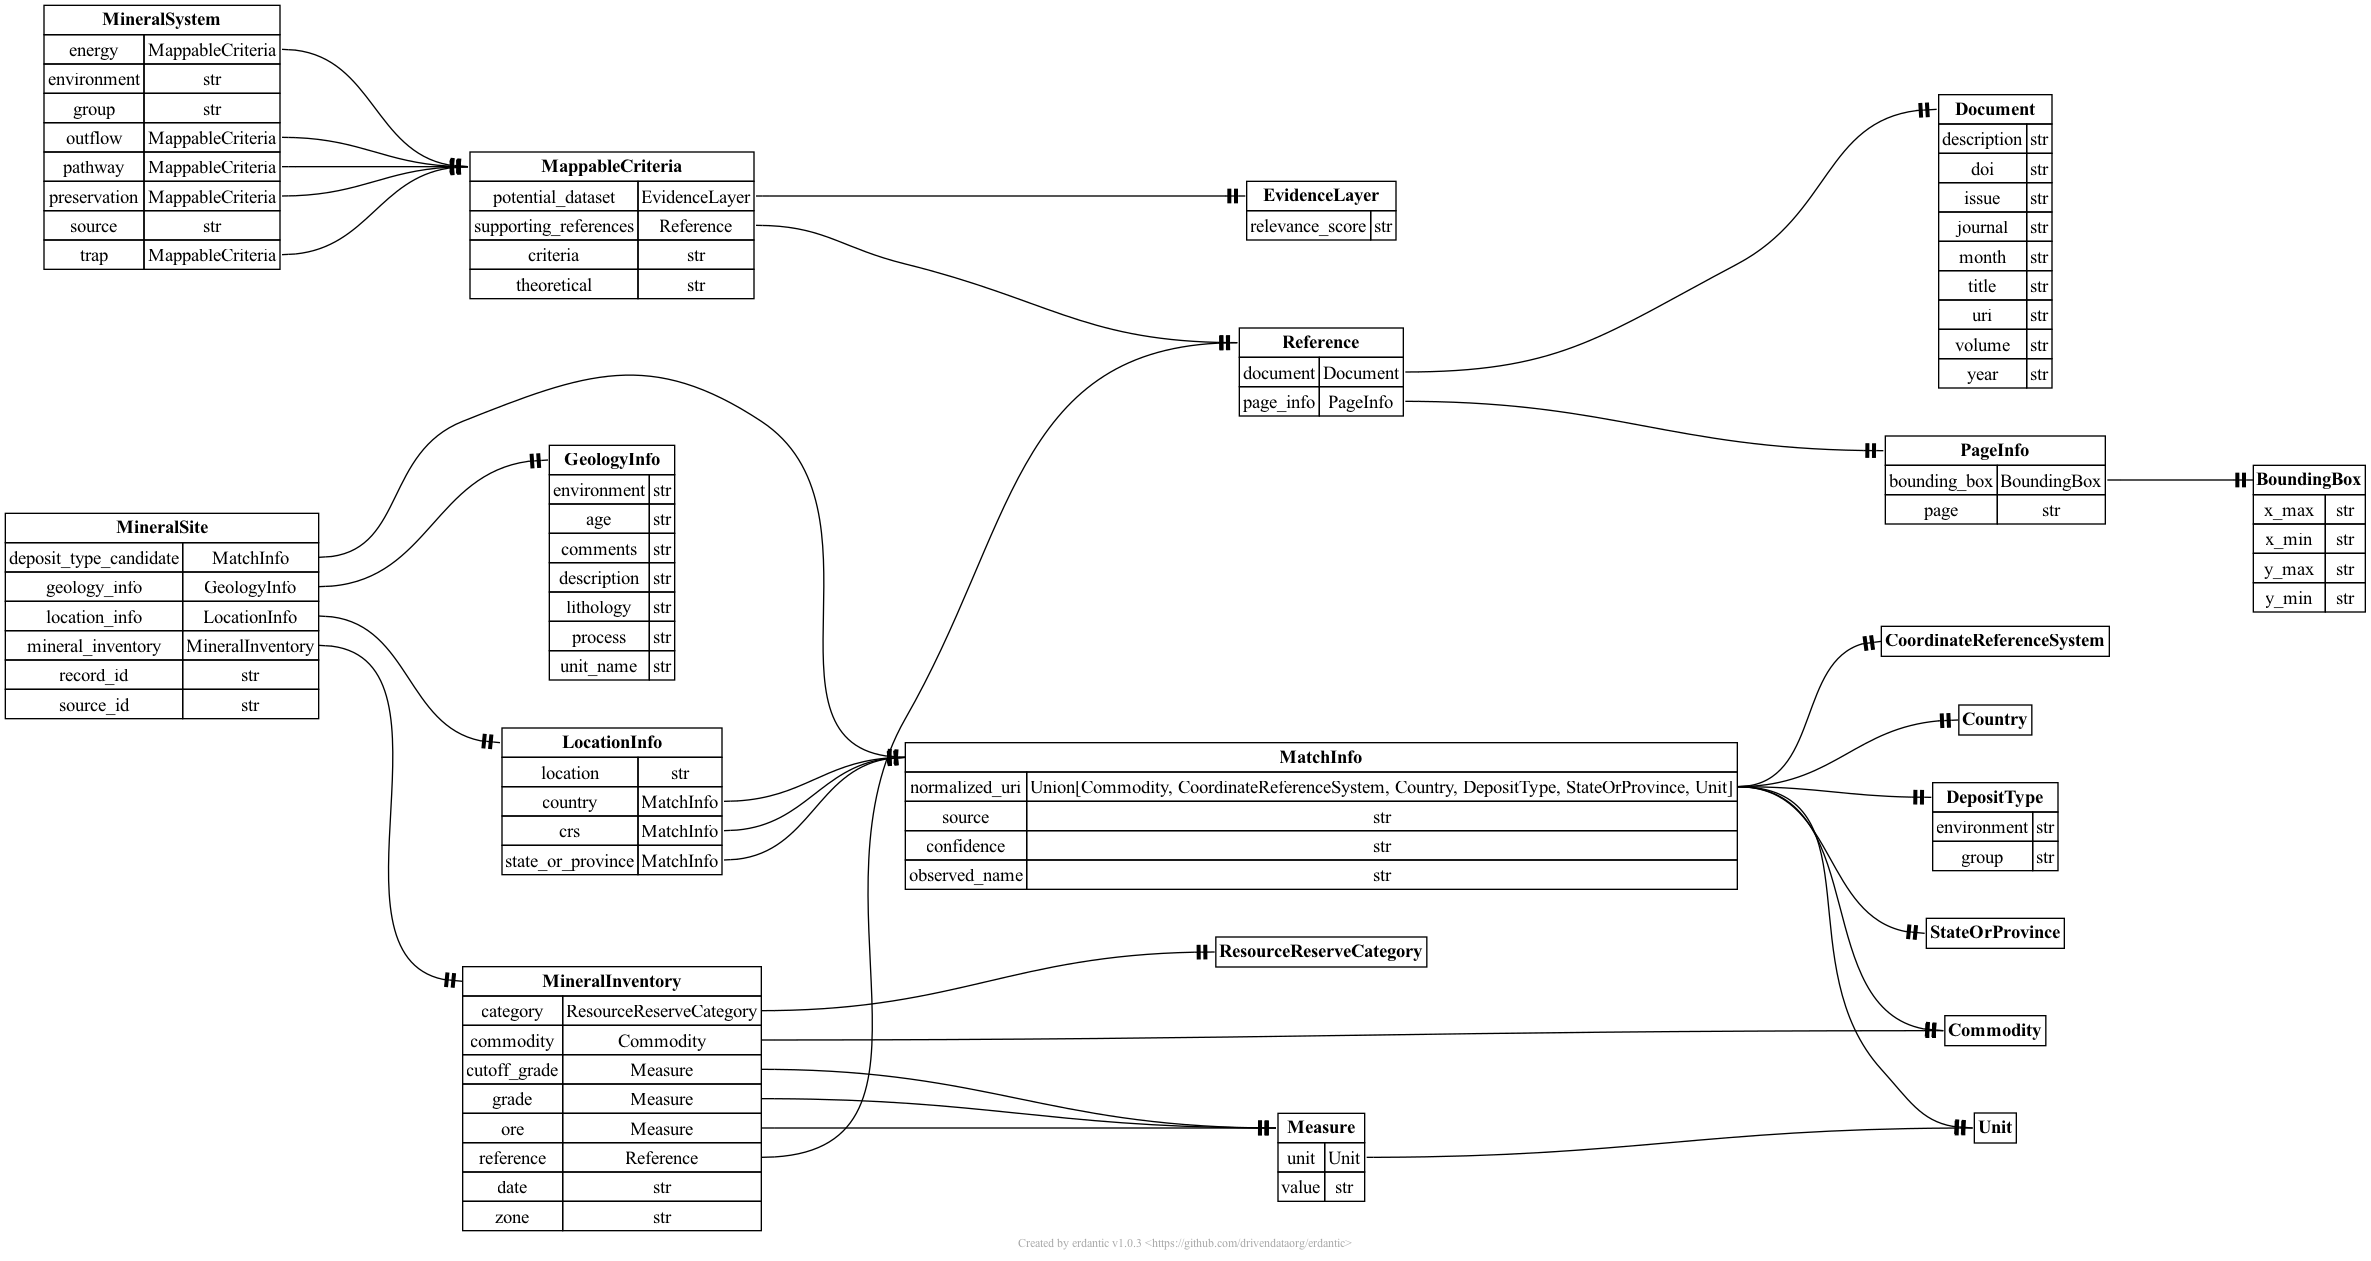 MineralSystem
energy MappableCriteria
environment str
group str
outflow MappableCriteria
pathway MappableCriteria
preservation MappableCriteria
source str
trap MappableCriteria
MappableCriteria
potential_dataset EvidenceLayer
supporting_references Reference
criteria str
theoretical str
EvidenceLayer
relevance_score str
Document
description str
doi str
issue str
journal str
month str
title str
uri str
volume str
year str
Reference
document Document
page_info PageInfo
PageInfo
bounding_box BoundingBox
page str
BoundingBox
x_max str
x_min str
y_max str
y_min str
MineralSite
deposit_type_candidate MatchInfo
geology_info GeologyInfo
location_info LocationInfo
mineral_inventory MineralInventory
record_id str
source_id str
GeologyInfo
environment str
age str
comments str
description str
lithology str
process str
unit_name str
LocationInfo
location str
country MatchInfo
crs MatchInfo
state_or_province MatchInfo
MatchInfo
normalized_uri Union[Commodity, CoordinateReferenceSystem, Country, DepositType, StateOrProvince, Unit]
source str
confidence str
observed_name str
CoordinateReferenceSystem
Country
DepositType
environment str
group str
StateOrProvince
Commodity
Unit
ResourceReserveCategory
MineralInventory
category ResourceReserveCategory
commodity Commodity
cutoff_grade Measure
grade Measure
ore Measure
reference Reference
date str
zone str
Measure
unit Unit
value str
Created by erdantic v1.0.3 <https://github.com/drivendataorg/erdantic>